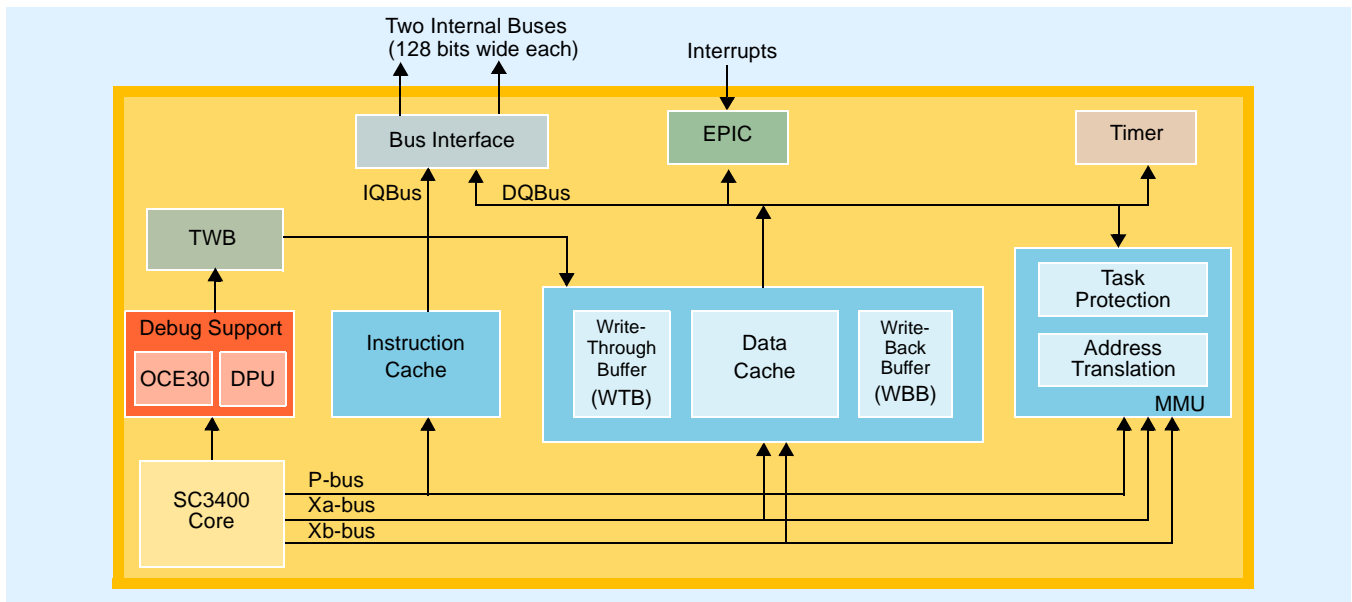 Two Internal Buses
(128 bits wide each)
Interrupts
Bus Interface
EPIC
Timer
IQBus
DQBus
TWB
Task
Protection
Address
Translation
MMU
Debug Support
OCE30
DPU
Instruction
Cache
Write-
Through
Buffer
(WTB)
Data
Cache
Write-
Back
Buffer
(WBB)
SC3400
Core
P-bus
Xa-bus
Xb-bus